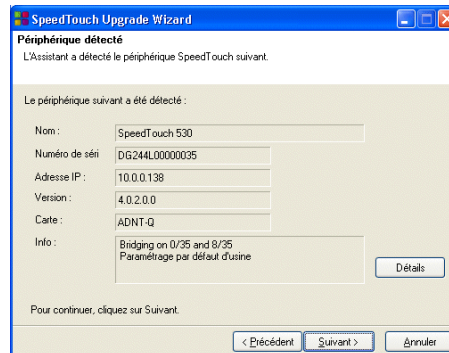 SpeedTouch Upgrade Wizard
Périphérique détecté
L'Assistant a détecté le périphérique SpeedTouch suivant.
Le périphérique suivant a été détecté :
Nom : SpeedTouch 530
Numéro de séri DG244L00000035
Adresse IP : 10.0.0.138
Version : 4.0.2.0.0
Carte : ADNT-Q
Info : Bridging on 0/35 and 8/35
Paramétrage par défaut d'usine
Détails
Pour continuer, cliquez sur Suivant.
< Précédent Suivant > Annuler